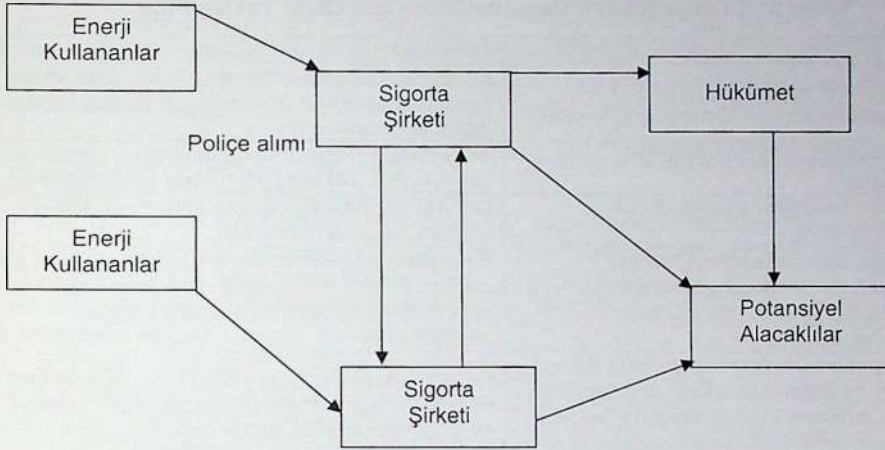 Enerji
Kullananlar
Sigorta
Şirketi
Hükümet
Poliçe alımı
Enerji
Kullananlar
Potansiyel
Alacaklılar
Sigorta
Şirketi